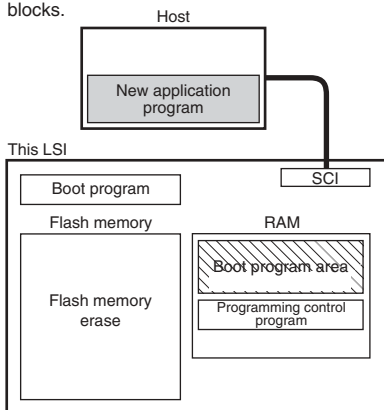 blocks.
Host
New application
program
This LSI
SCI
Boot program
Flash memory
RAM
Boot program area
Flash memory
erase
Programming control
program